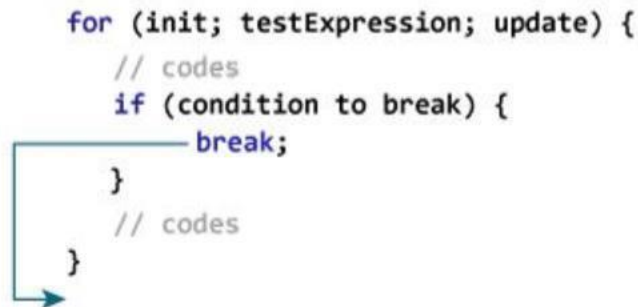 for (init; testExpression; update) {
// codes
if (condition to break) {
break;
}
// codes
}